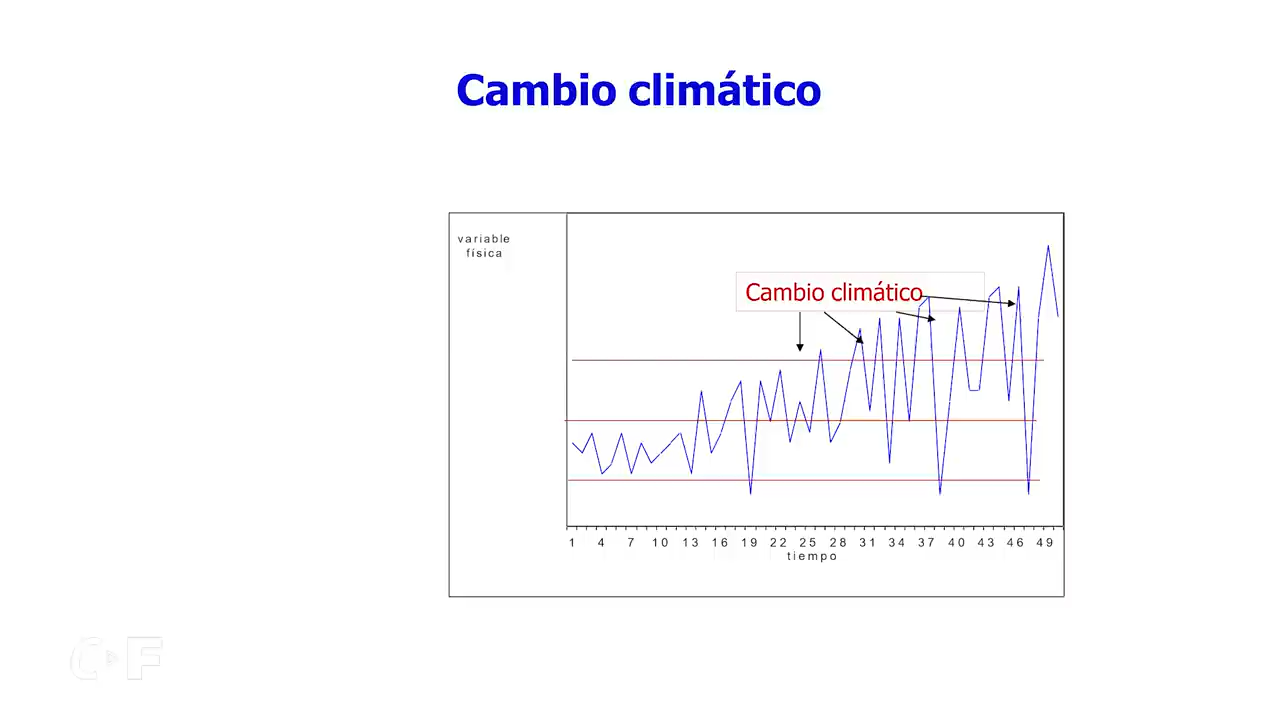 Cambio climático
variable
física
Cambio climático
1 4 7 10 13 16 19 22 25 28 31 34 37 40 43 46 49
tiempo
C F